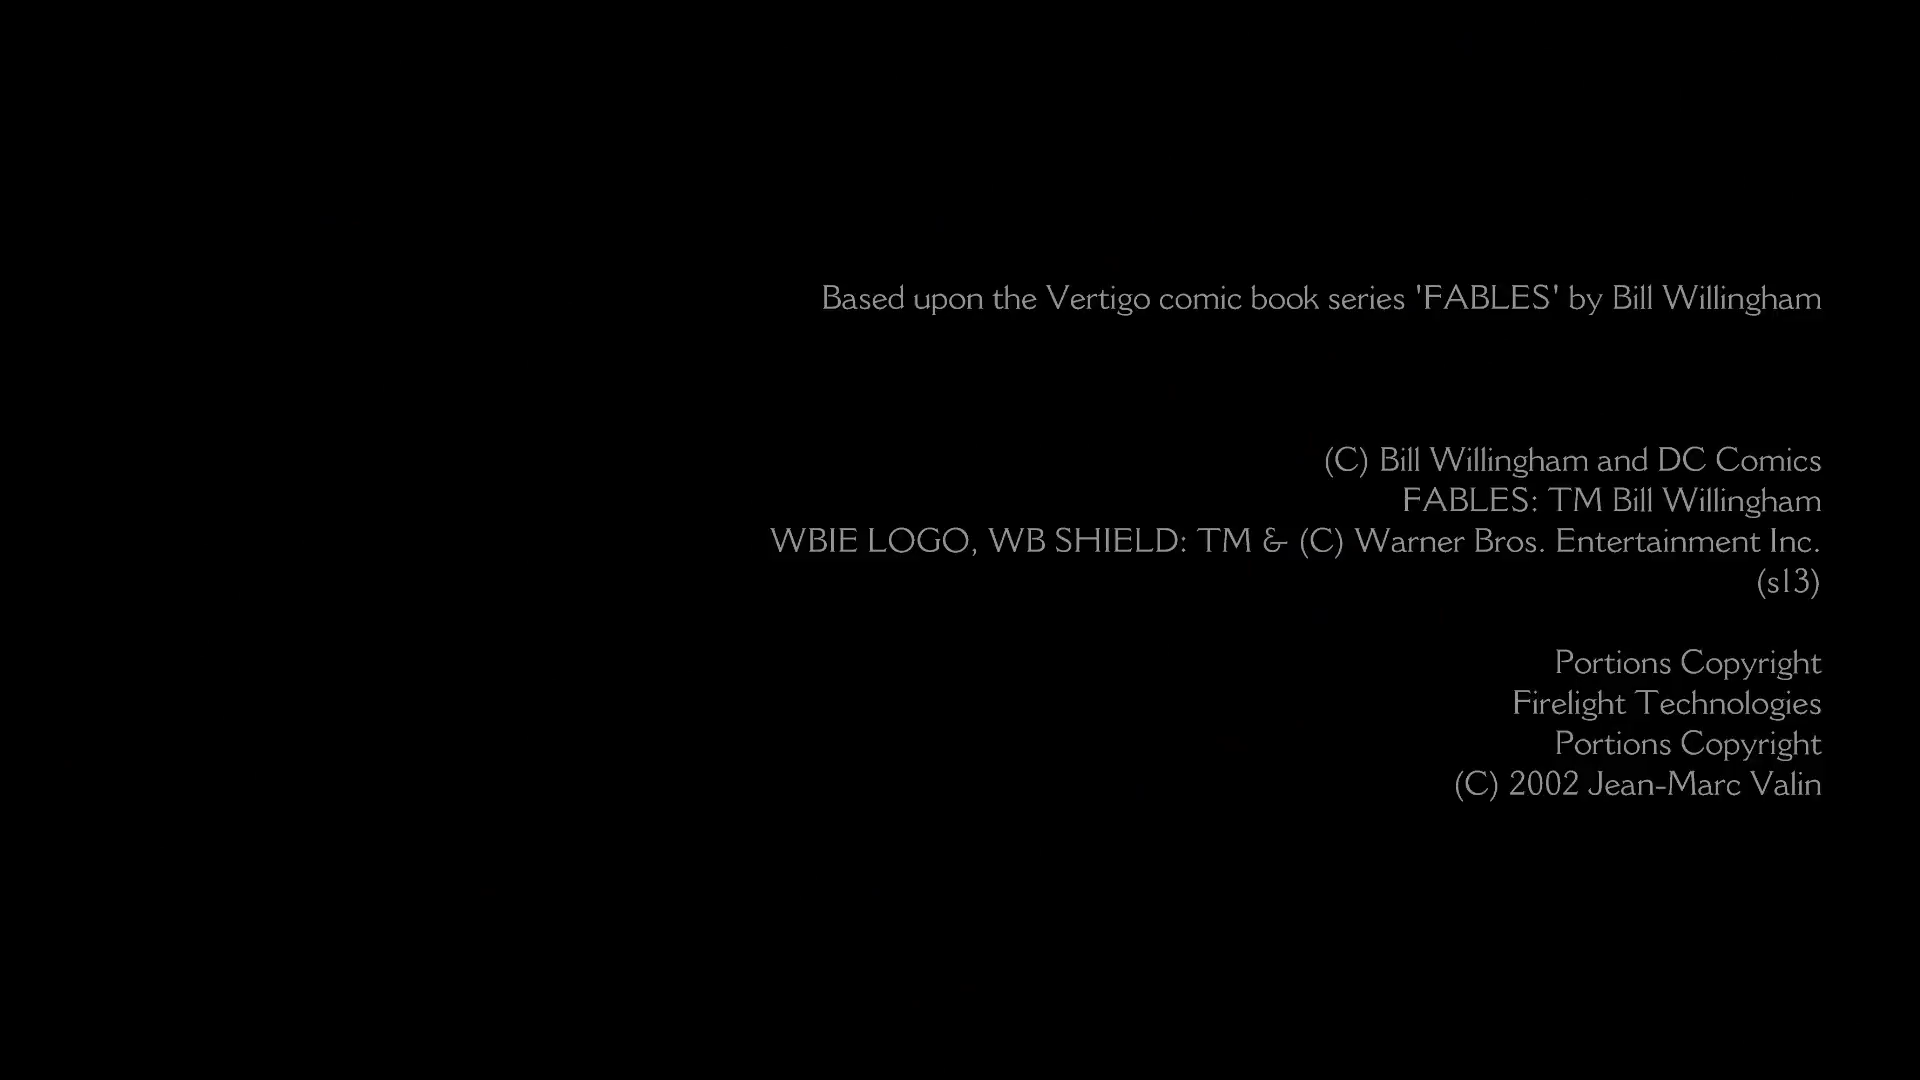 Based upon the Vertigo comic book series 'FABLES' by Bill Willingham
(C) Bill Willingham and DC Comics
FABLES: TM Bill Willingham
WBIE LOGO, WB SHIELD: TM & (C) Warner Bros. Entertainment Inc.
(s13)
Portions Copyright
Firelight Technologies
Portions Copyright
(C) 2002 Jean-Marc Valin